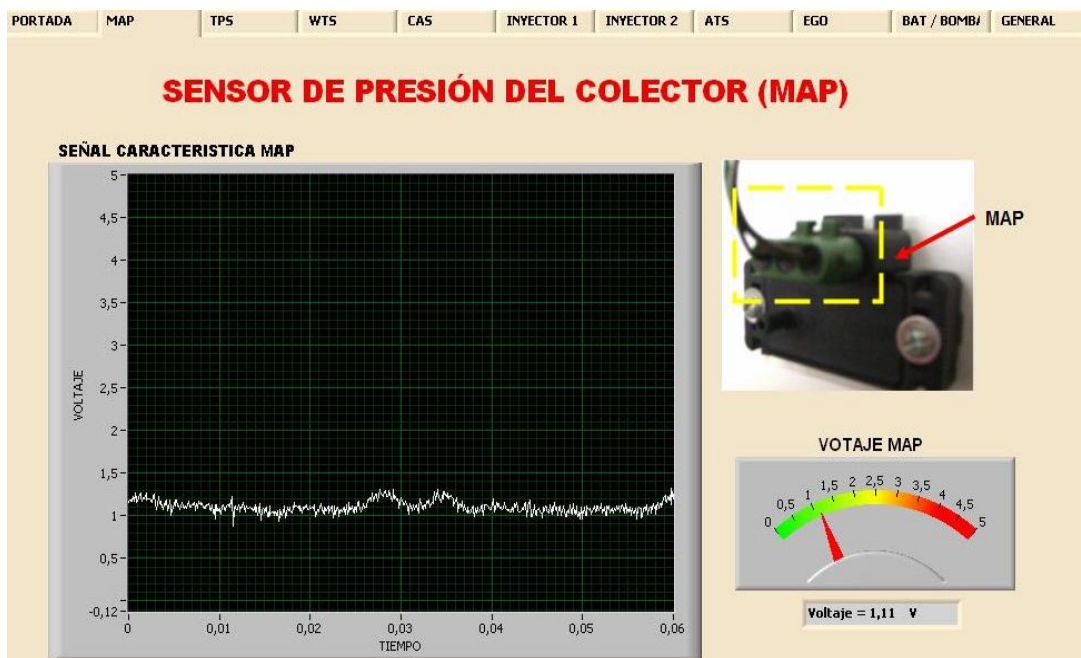 PORTADA MAP TPS WTS CAS INYECTOR 1 INYECTOR 2 ATS EGO BAT / BOMB GENERAL
SENSOR DE PRESIÓN DEL COLECTOR (MAP)
SEÑAL CARACTERISTICA MAP
5
4,5
4
3,5
3
2,5
2
1,5
1
0,5
-0,12
VOLTAJE
0 0,01 0,02 0,03 0,04 0,05 0,06
TIEMPO
MAP
VOTAJE MAP
0 0,5 1 1,5 2 2,5 3 3,5 4 4,5 5
Voltaje = 1,11 V